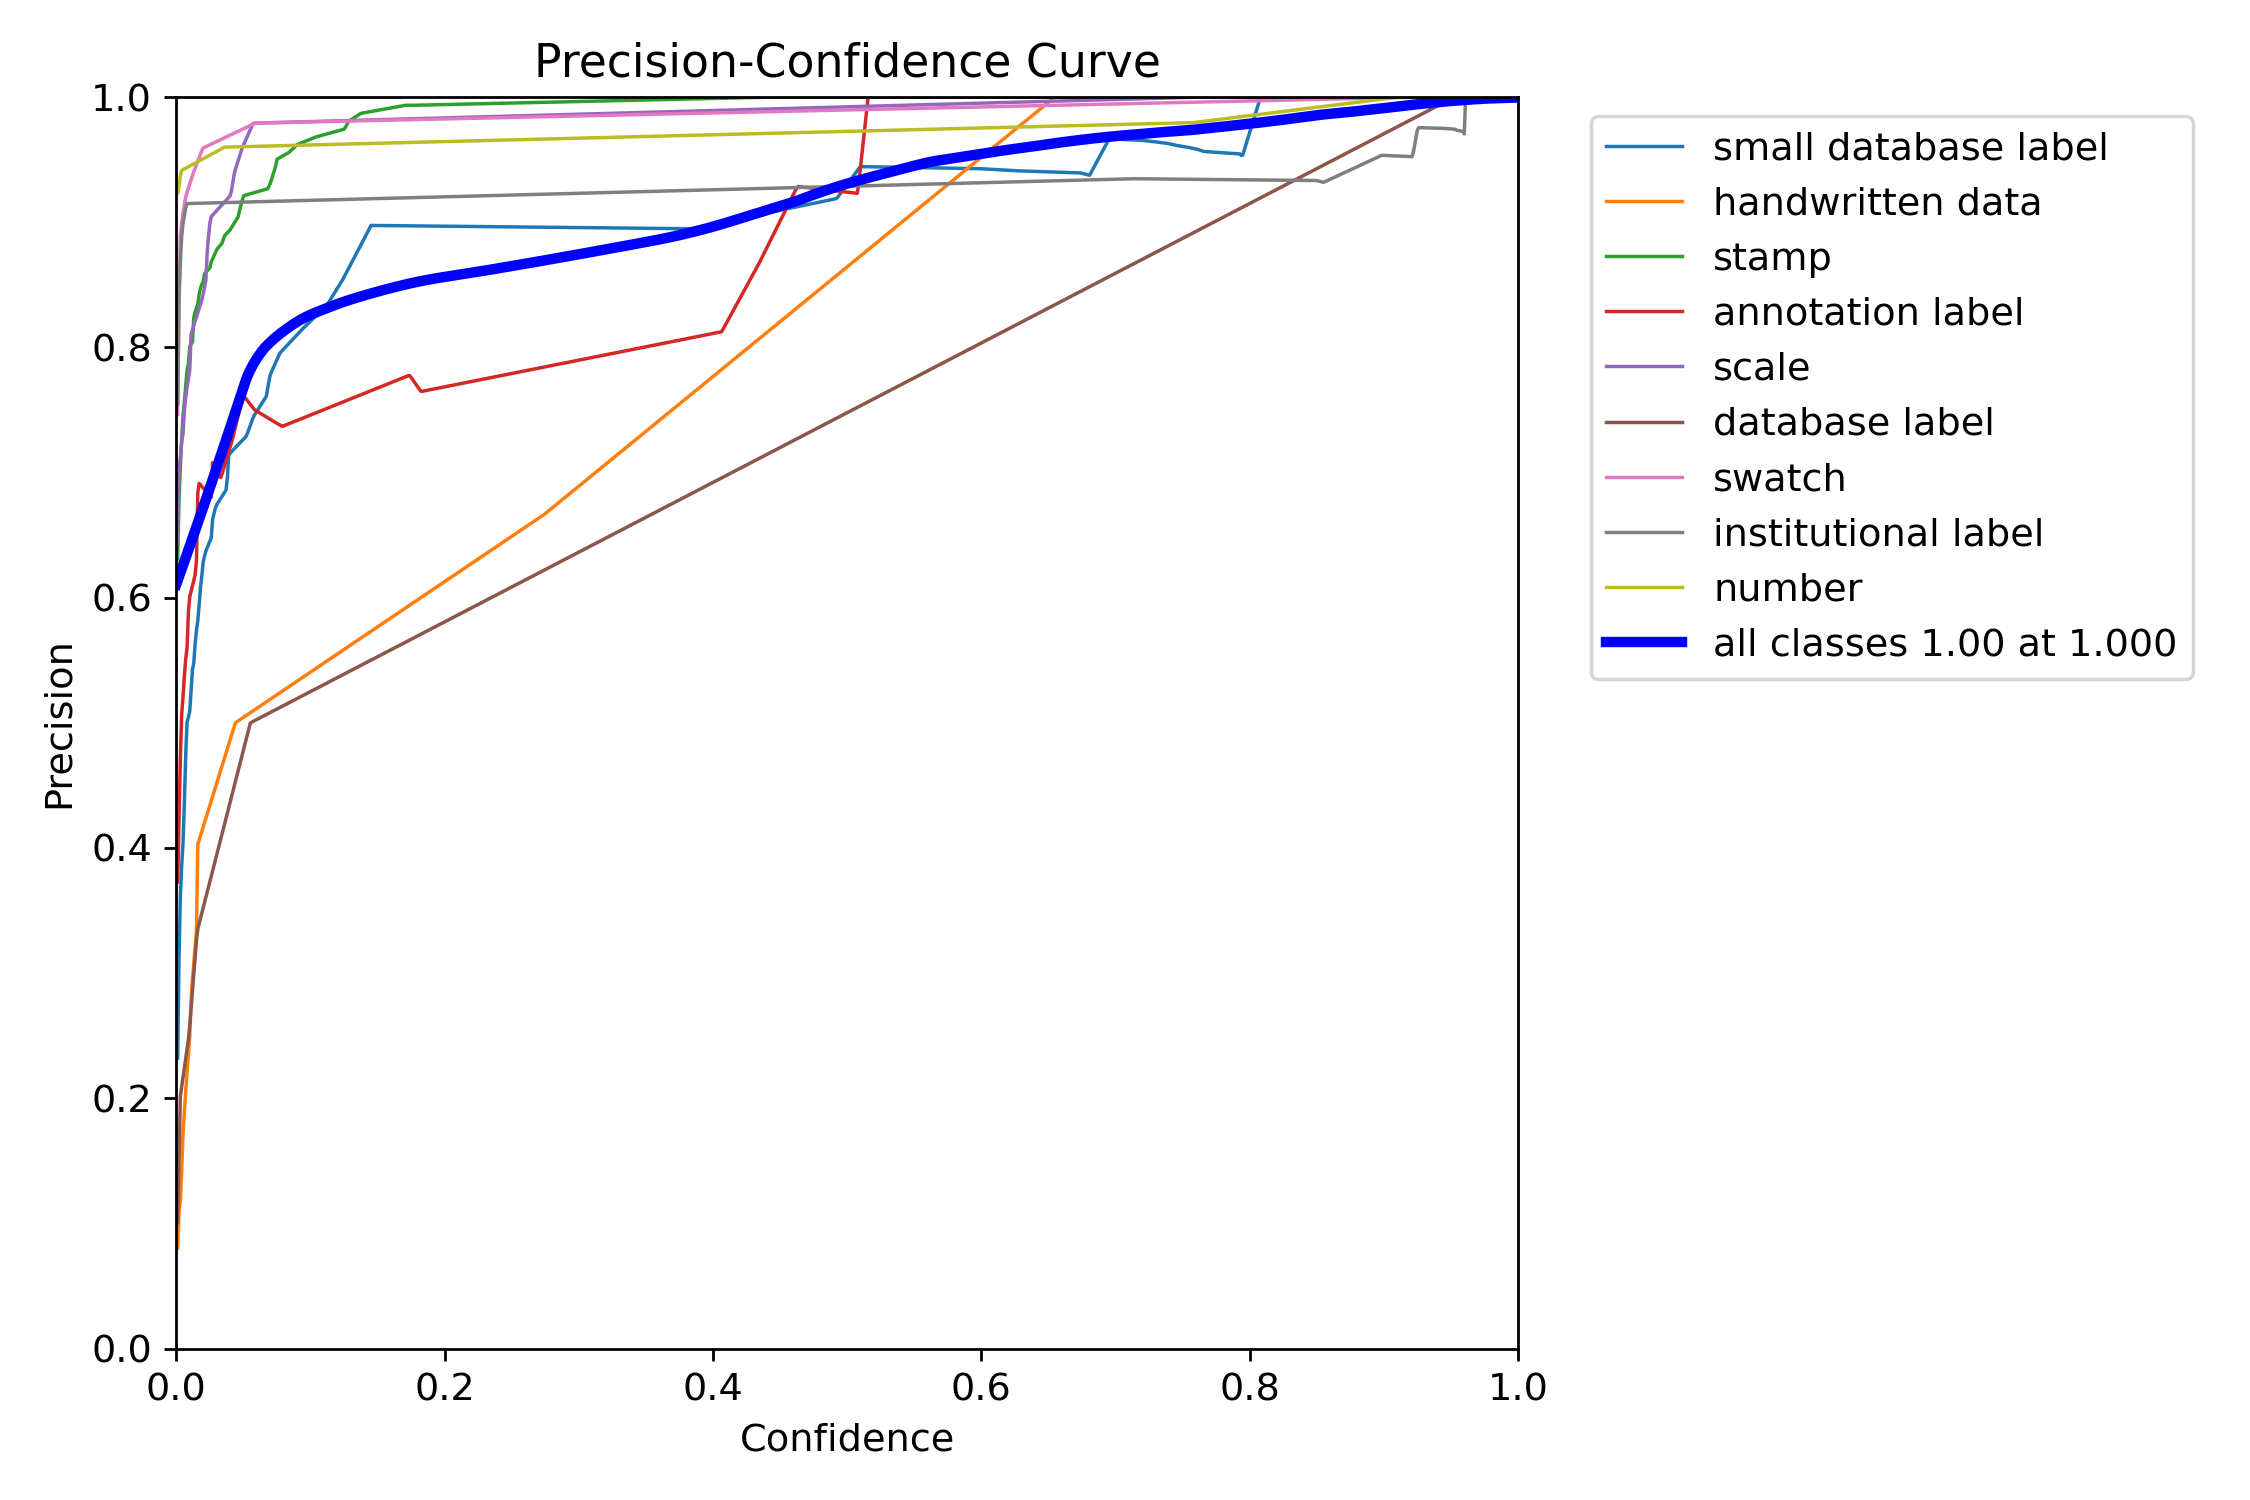 Precision-Confidence Curve
1.0
0.8
0.6
0.4
0.2
0.0
Precision
0.0 0.2 0.4 0.6 0.8 1.0
Confidence
small database label
handwritten data
stamp
annotation label
scale
database label
swatch
institutional label
number
all classes 1.00 at 1.000